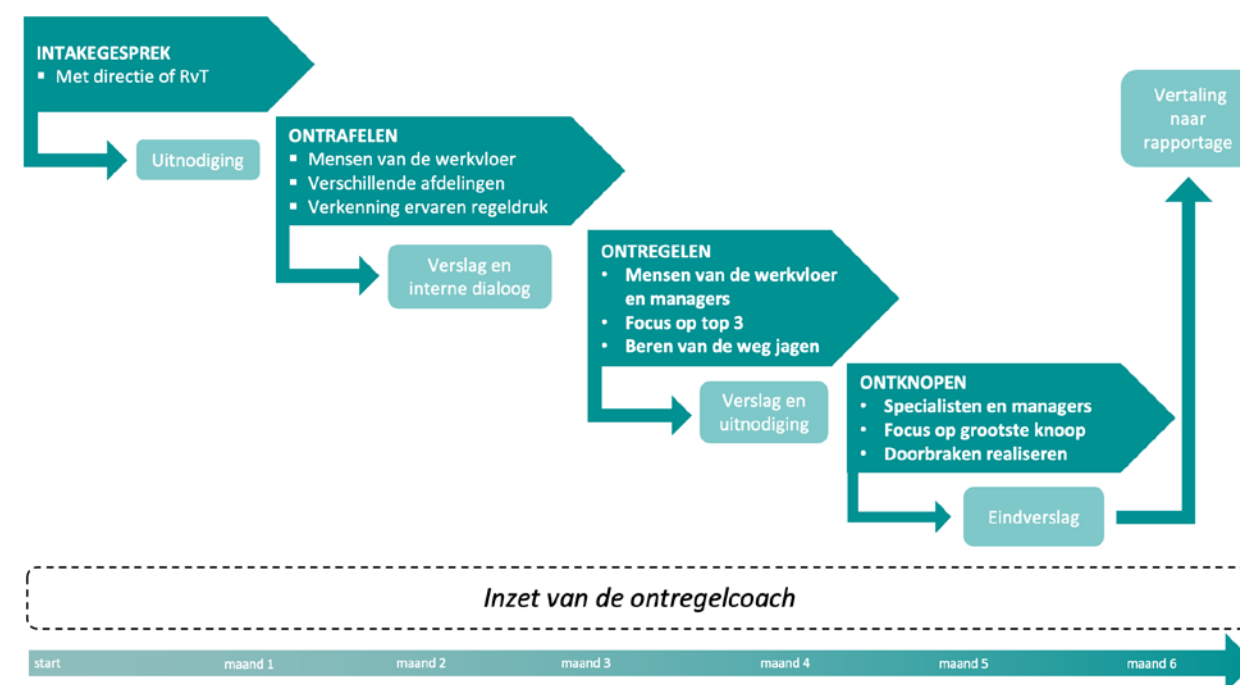 INTAKEGESPREK
▪ Met directie of RvT
Uitnodiging
ONTRAFELEN
▪ Mensen van de werkvloer
▪ Verschillende afdelingen
▪ Verkenning ervaren regeldruk
Verslag en
interne dialoog
ONTREGELEN
• Mensen van de werkvloer
en managers
• Focus op top 3
• Beren van de weg jagen
Verslag en
uitnodiging
ONTKNOPEN
• Specialisten en managers
• Focus op grootste knoop
• Doorbraken realiseren
Eindverslag
Vertaling
naar
rapportage
Inzet van de ontregelcoach
start maand 1 maand 2 maand 3 maand 4 maand 5 maand 6